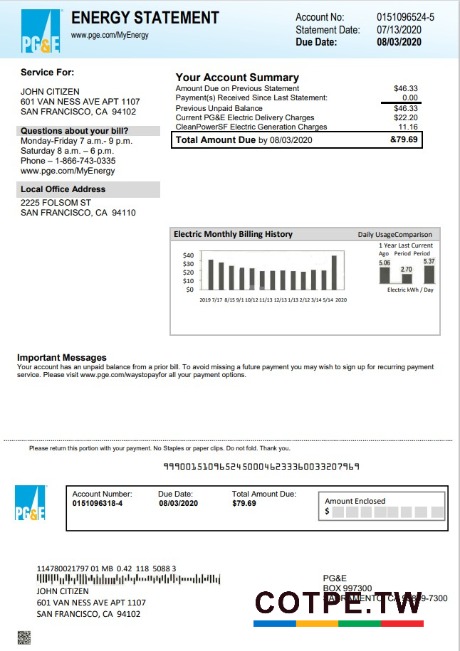 ENERGY STATEMENT
www.pge.com/MyEnergy
PG&E
Account No: 0151096524-5
Statement Date: 07/13/2020
Due Date: 08/03/2020
Service For:
JOHN CITIZEN
601 VAN NESS AVE APT 1107
SAN FRANCISCO, CA 94102
Questions about your bill?
Monday-Friday 7 a.m.- 9 p.m.
Saturday 8 a.m. – 6 p.m.
Phone – 1-866-743-0335
www.pge.com/MyEnergy
Local Office Address
2225 FOLSOM ST
SAN FRANCISCO, CA 94110
Your Account Summary
Amount Due on Previous Statement $46.33
Payment(s) Received Since Last Statement: 0.00
Previous Unpaid Balance $46.33
Current PG&E Electric Delivery Charges $22.20
CleanPowerSF Electric Generation Charges 11.16
Total Amount Due by 08/03/2020 &79.69
Electric Monthly Billing History
Daily UsageComparison
$40
$30
$20
$10
$0
2019 7/17 8/15 9/1 10/12 11/13 12/1 1/13 2/12 3/14 5/14 2020
1 Year Last Current
Ago Period Period
5.06 2.70 5.37
Electric kWh / Day
Important Messages
Your account has an unpaid balance from a prior bill. To avoid missing a future payment you may wish to sign up for recurring payment
service. Please visit www.pge.com/waystopayfor all your payment options.
Please return this portion with your payment. No Staples or paper clips. Do not fold. Thank you.
99900151096524500004623336003320 7969
PG&E
Account Number: Due Date: Total Amount Due:
0151096318-4 08/03/2020 $79.69
Amount Enclosed
$
114780021797 01 MB 0.42 118 5088 3
JOHN CITIZEN
601 VAN NESS AVE APT 1107
SAN FRANCISCO, CA 94102
PG&E
BOX 997300
SACRAMENTO, CA 95899-7300
COTPE.TW